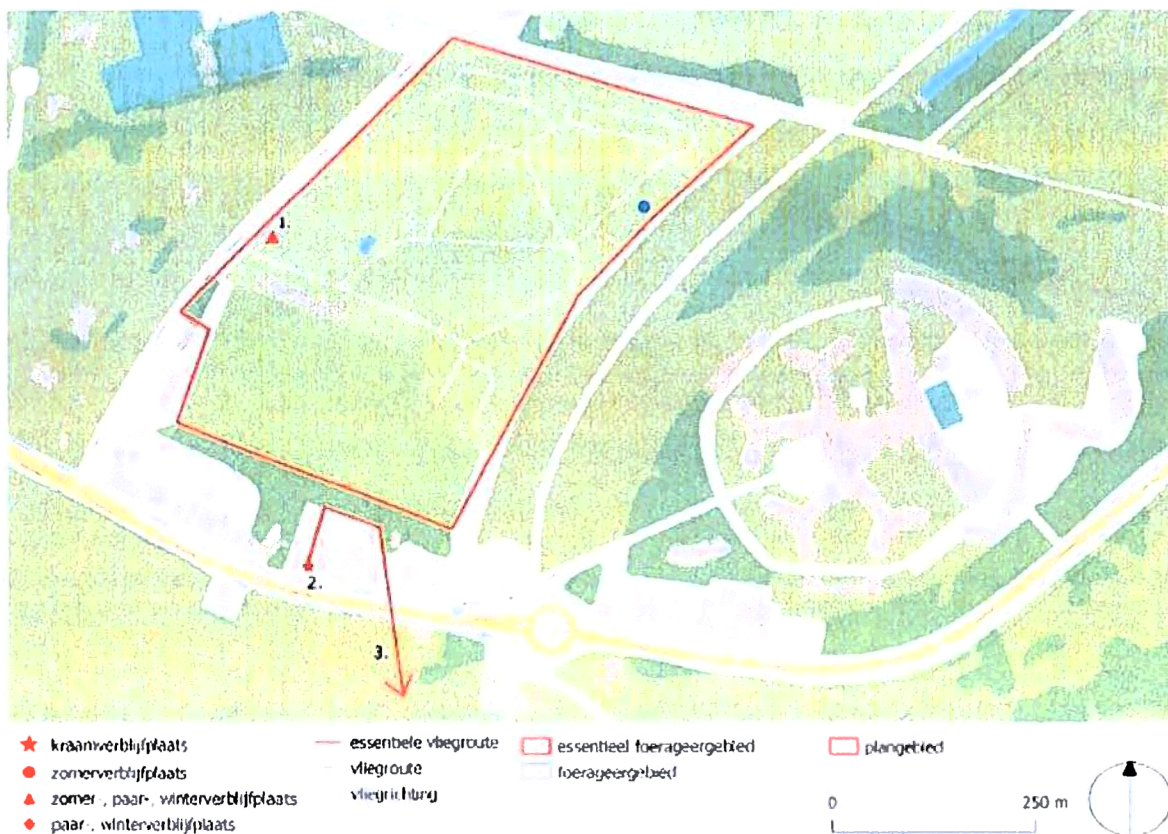 1.
2.
3.
kraamverblijfplaats
zomerverblijfplaats
zomer-, paar-, winterverblijfplaats
paar-, winterverblijfplaats
essentiele vliegroute
vliegroute
vliegrichting
essentieel foerageergebied
foerageergebied
plangebied
0 250 m